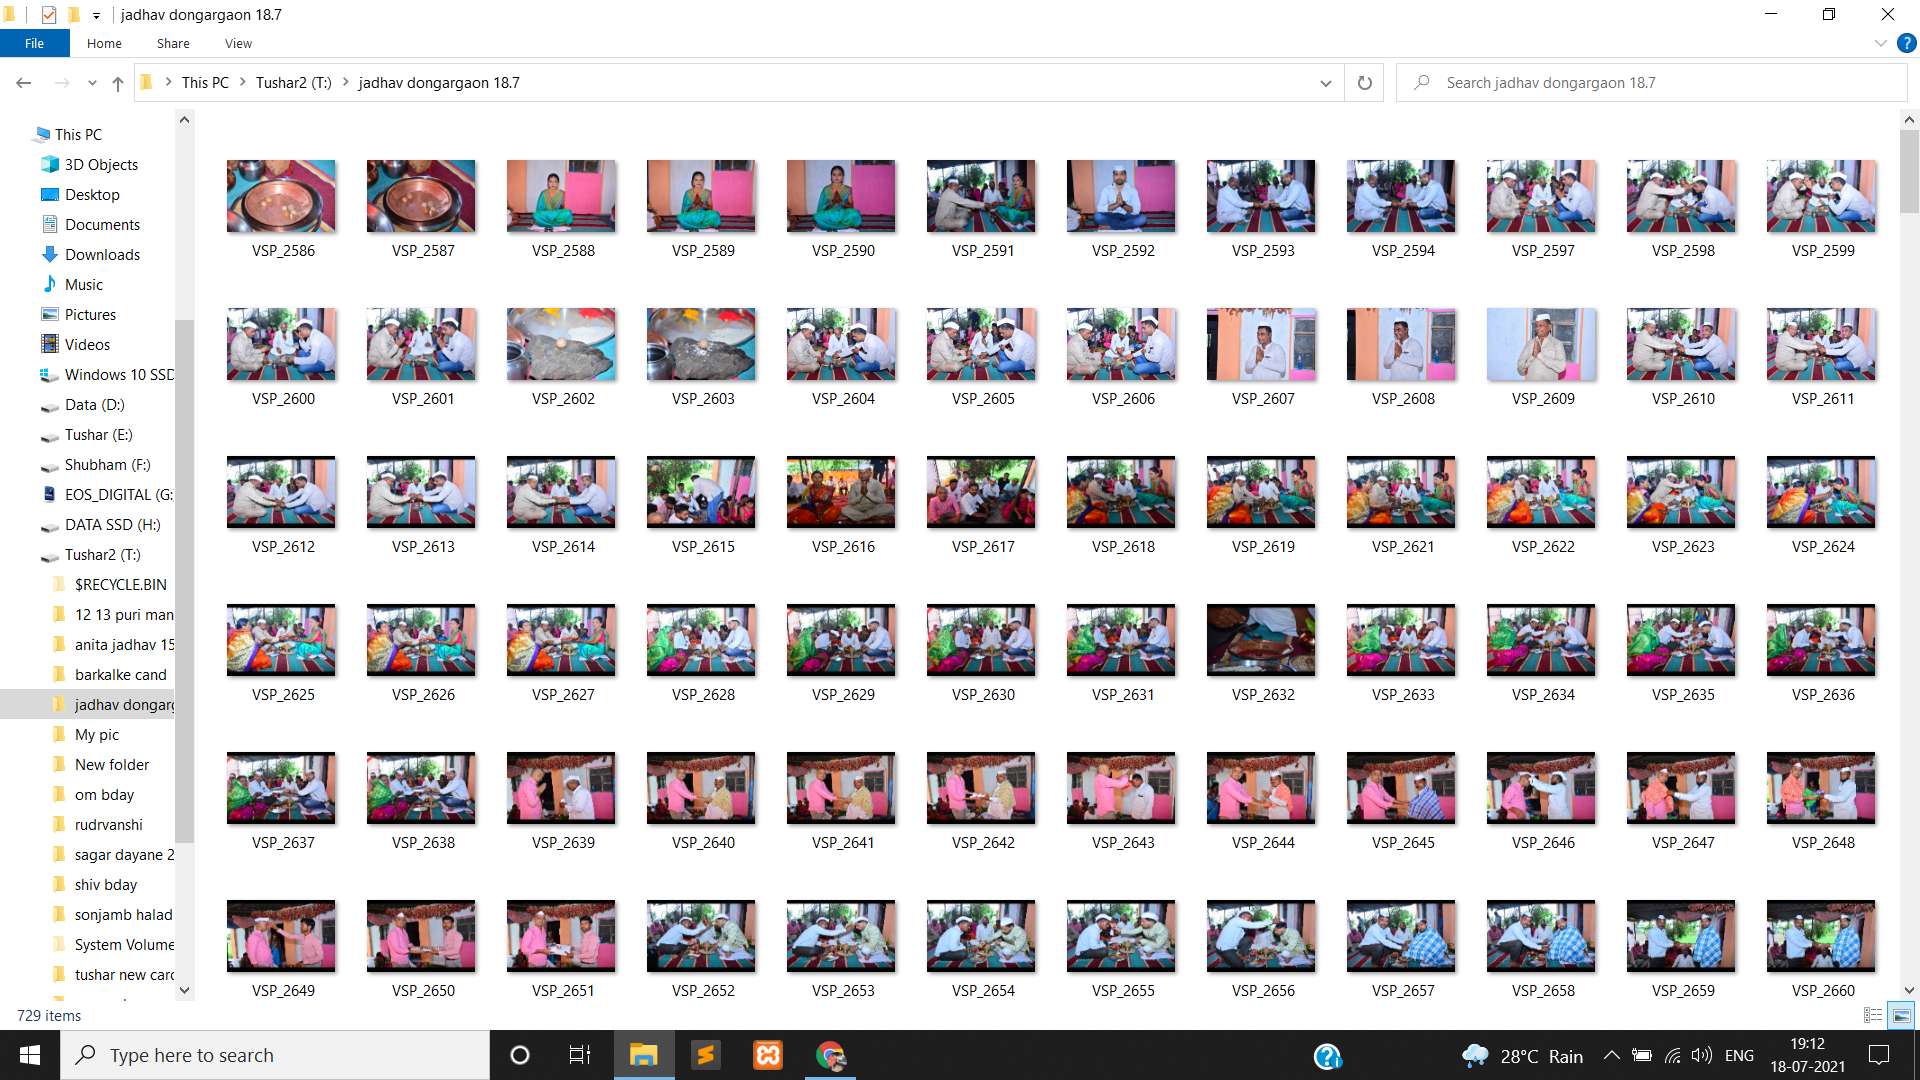 jadhav dongargaon 18.7
File Home Share View
This PC Tushar2 (T:) jadhav dongargaon 18.7
Search jadhav dongargaon 18.7
This PC
3D Objects
Desktop
Documents
Downloads
Music
Pictures
Videos
Windows 10 SSD
Data (D:)
Tushar (E:)
Shubham (F:)
EOS_DIGITAL (G:
DATA SSD (H:)
Tushar2 (T:)
$RECYCLE.BIN
12 13 puri man
anita jadhav 15
barkalke cand
jadhav dongarg
My pic
New folder
om bday
rudrvanshi
sagar dayane 2
shiv bday
sonjamb halad
System Volume
tushar new card
VSP_2586 VSP_2587 VSP_2588 VSP_2589 VSP_2590 VSP_2591 VSP_2592 VSP_2593 VSP_2594 VSP_2597 VSP_2598 VSP_2599
VSP_2600 VSP_2601 VSP_2602 VSP_2603 VSP_2604 VSP_2605 VSP_2606 VSP_2607 VSP_2608 VSP_2609 VSP_2610 VSP_2611
VSP_2612 VSP_2613 VSP_2614 VSP_2615 VSP_2616 VSP_2617 VSP_2618 VSP_2619 VSP_2621 VSP_2622 VSP_2623 VSP_2624
VSP_2625 VSP_2626 VSP_2627 VSP_2628 VSP_2629 VSP_2630 VSP_2631 VSP_2632 VSP_2633 VSP_2634 VSP_2635 VSP_2636
VSP_2637 VSP_2638 VSP_2639 VSP_2640 VSP_2641 VSP_2642 VSP_2643 VSP_2644 VSP_2645 VSP_2646 VSP_2647 VSP_2648
VSP_2649 VSP_2650 VSP_2651 VSP_2652 VSP_2653 VSP_2654 VSP_2655 VSP_2656 VSP_2657 VSP_2658 VSP_2659 VSP_2660
729 items
Type here to search
28°C Rain ENG
19:12
18-07-2021